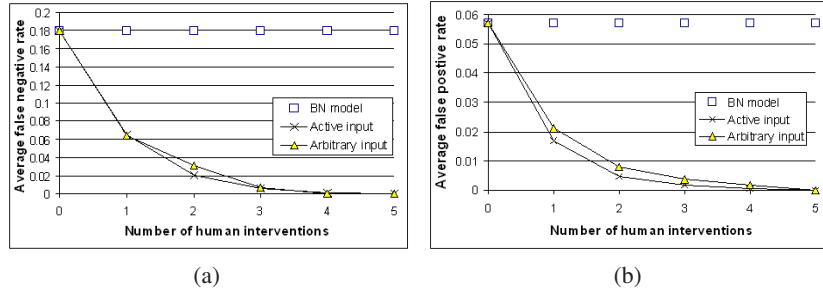 0.2
0.18
0.16
0.14
0.12
0.1
0.08
0.06
0.04
0.02
0
Average false negative rate
BN model
Active input
Arbitrary input
0 1 2 3 4 5
Number of human interventions
(a)
0.06
0.05
0.04
0.03
0.02
0.01
0
Average false postive rate
BN model
Active input
Arbitrary input
0 1 2 3 4 5
Number of human interventions
(b)